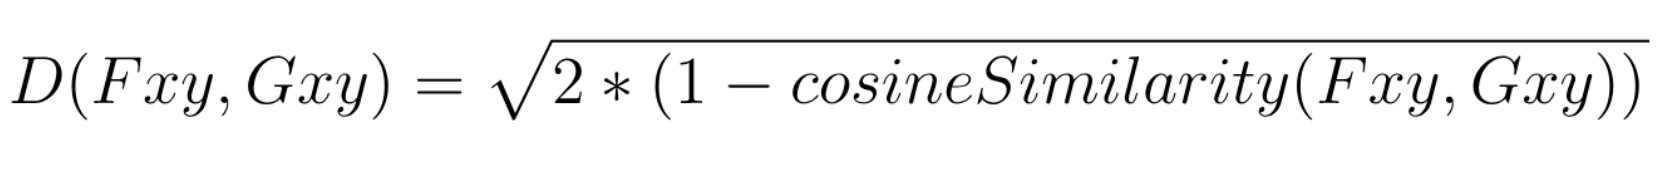 D(Fxy, Gxy) = √2 ∗ (1 − cosineSimilarity(Fxy, Gxy))